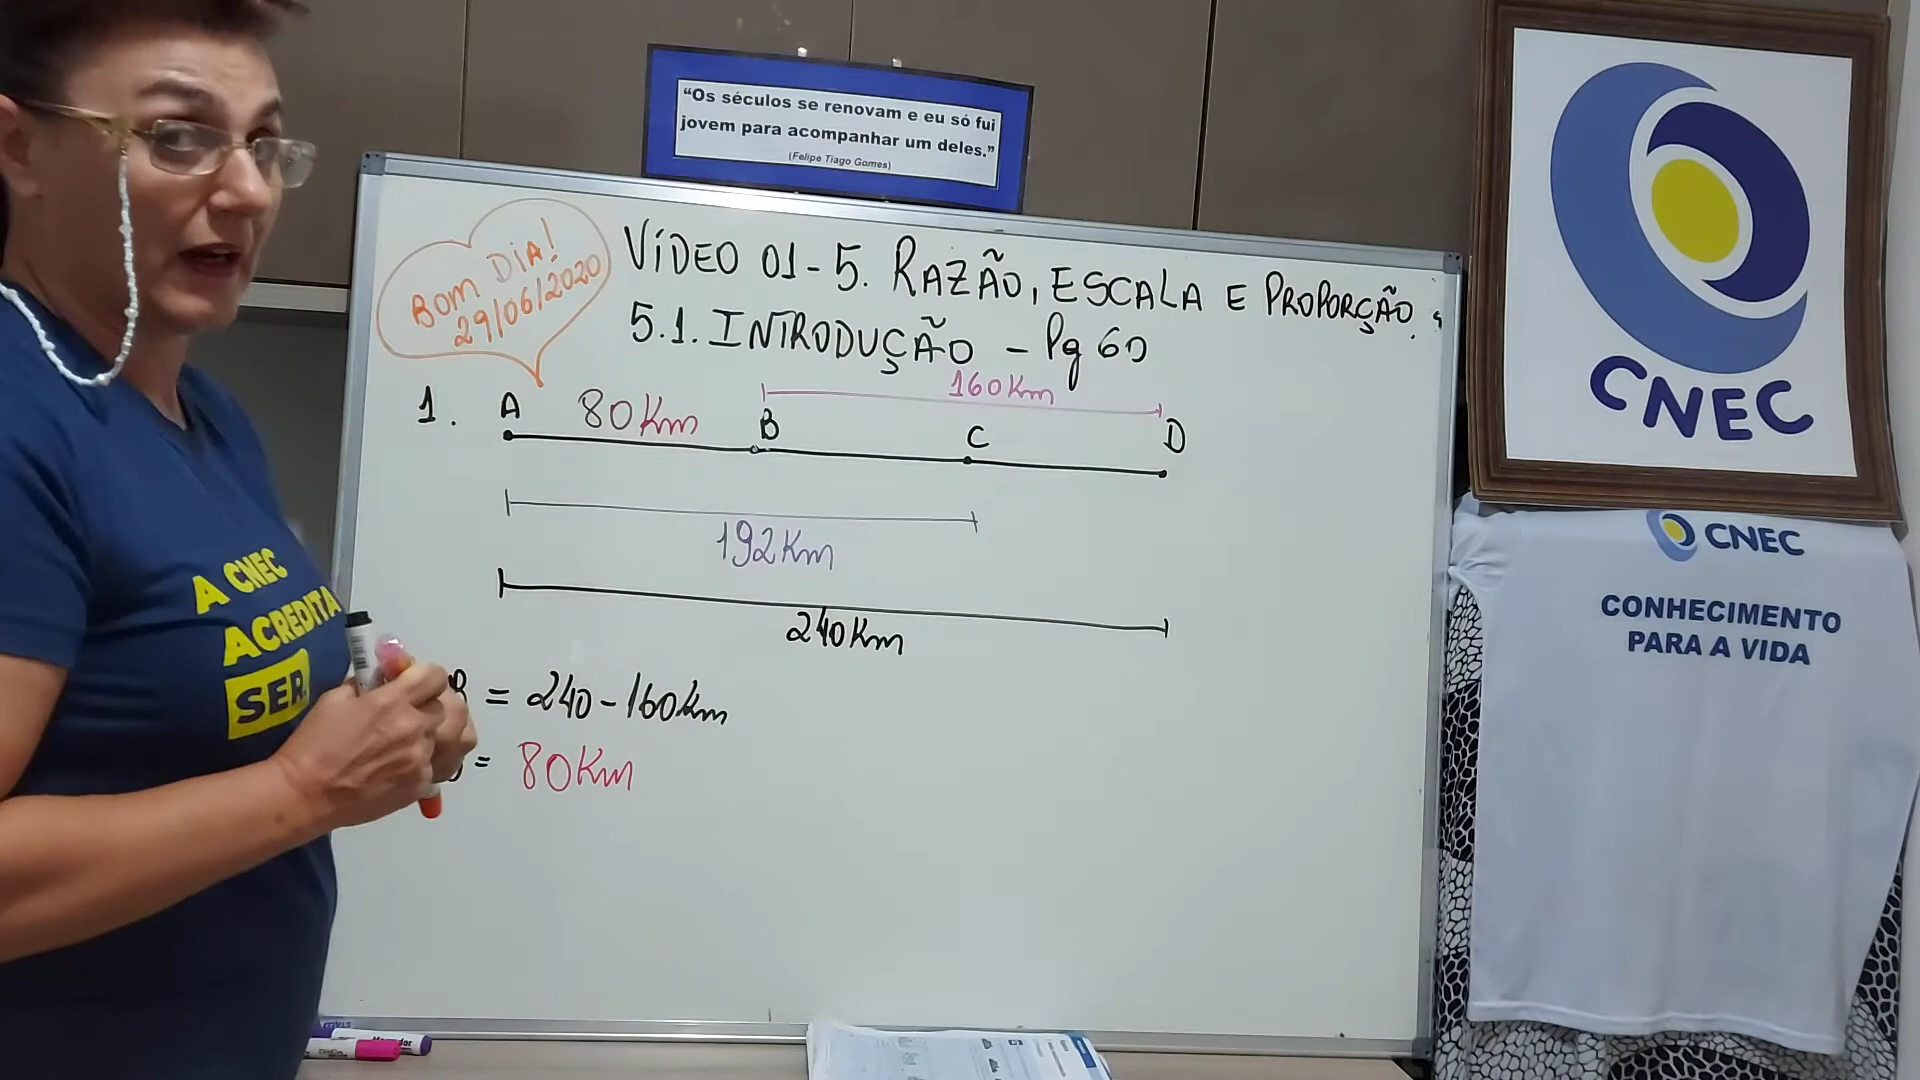 “Os séculos se renovam e eu só fui
jovem para acompanhar um deles.”
(Felipe Tiago Gomes)
CNEC
BOM DIA!
29/06/2020
VÍDEO 01-5. RAZÃO, ESCALA E PROPORÇÃO.
5.1. INTRODUÇÃO - Pg 60
160Km
1. A 80Km B C D
192Km
240Km
B = 240-160Km
= 80Km
A CNEC
ACREDITA
SER.
CNEC
CONHECIMENTO
PARA A VIDA